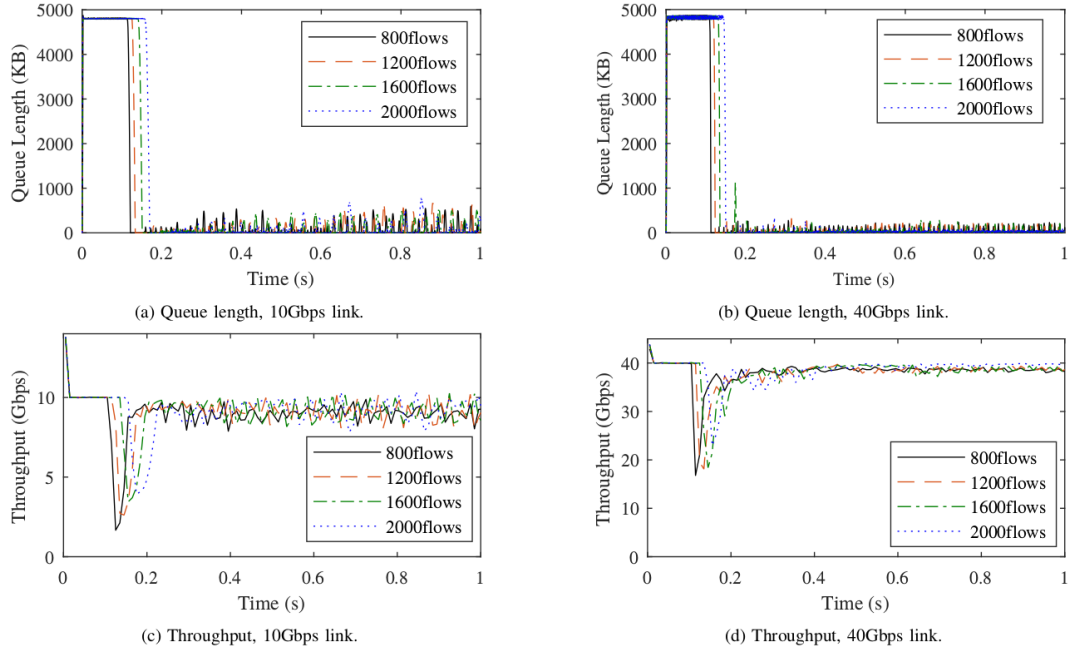 5000
4000
3000
2000
1000
0
Queue Length (KB)
800flows
1200flows
1600flows
2000flows
0 0.2 0.4 0.6 0.8 1
Time (s)
(a) Queue length, 10Gbps link.
5000
4000
3000
2000
1000
0
Queue Length (KB)
800flows
1200flows
1600flows
2000flows
0 0.2 0.4 0.6 0.8 1
Time (s)
(b) Queue length, 40Gbps link.
10
5
0
Throughput (Gbps)
800flows
1200flows
1600flows
2000flows
0 0.2 0.4 0.6 0.8 1
Time (s)
(c) Throughput, 10Gbps link.
40
30
20
10
0
Throughput (Gbps)
800flows
1200flows
1600flows
2000flows
0 0.2 0.4 0.6 0.8 1
Time (s)
(d) Throughput, 40Gbps link.